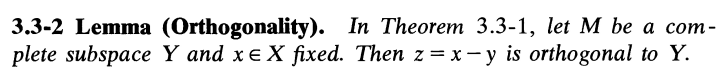 3.3-2 Lemma (Orthogonality). In Theorem 3.3-1, let M be a com-
plete subspace Y and x ∈ X fixed. Then z = x − y is orthogonal to Y.